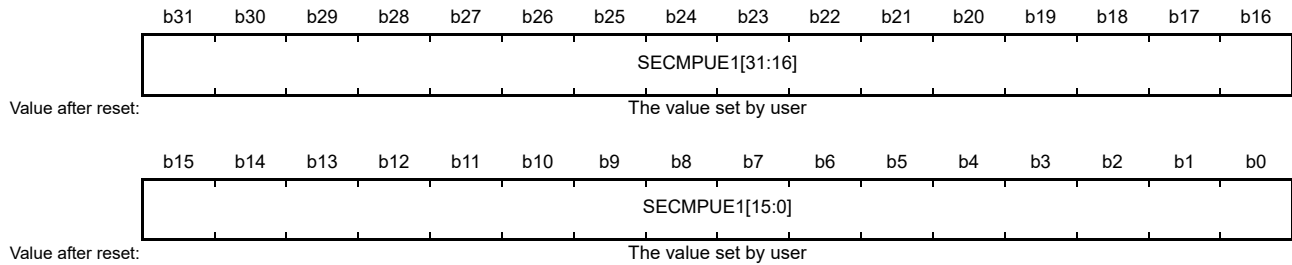 b31 b30 b29 b28 b27 b26 b25 b24 b23 b22 b21 b20 b19 b18 b17 b16
SECMPUE1[31:16]
Value after reset: The value set by user
b15 b14 b13 b12 b11 b10 b9 b8 b7 b6 b5 b4 b3 b2 b1 b0
SECMPUE1[15:0]
Value after reset: The value set by user